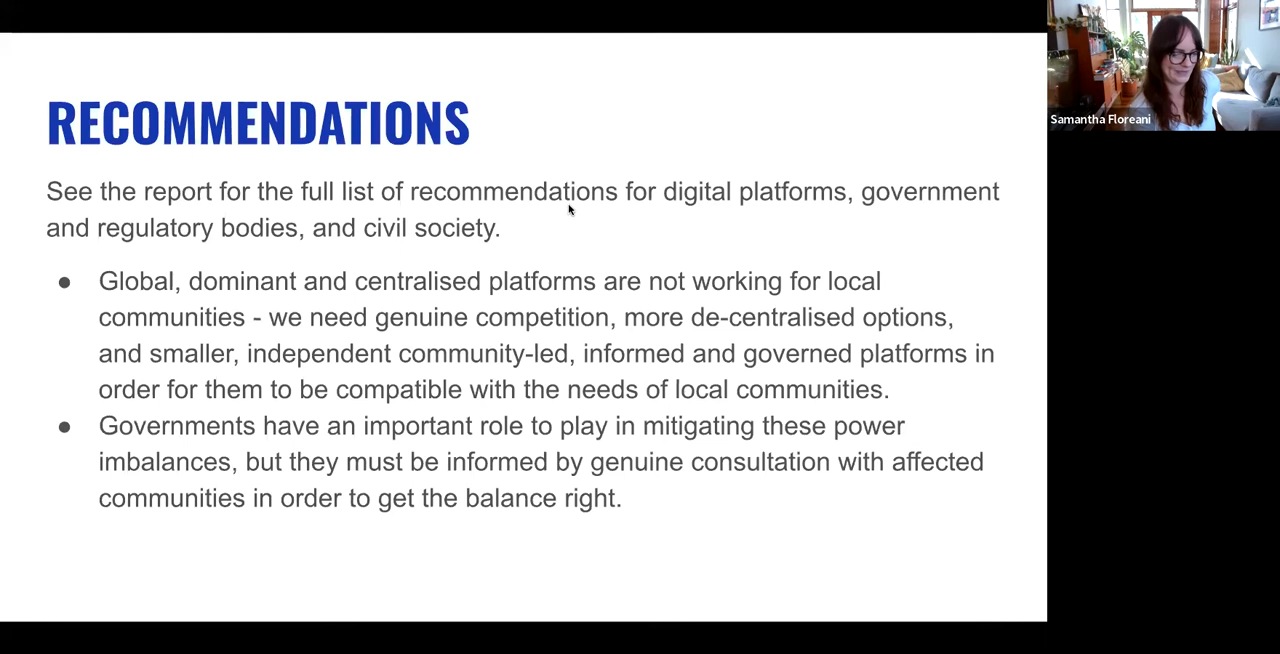 RECOMMENDATIONS
See the report for the full list of recommendations for digital platforms, government
and regulatory bodies, and civil society.
● Global, dominant and centralised platforms are not working for local
communities - we need genuine competition, more de-centralised options,
and smaller, independent community-led, informed and governed platforms in
order for them to be compatible with the needs of local communities.
● Governments have an important role to play in mitigating these power
imbalances, but they must be informed by genuine consultation with affected
communities in order to get the balance right.
Samantha Floreani